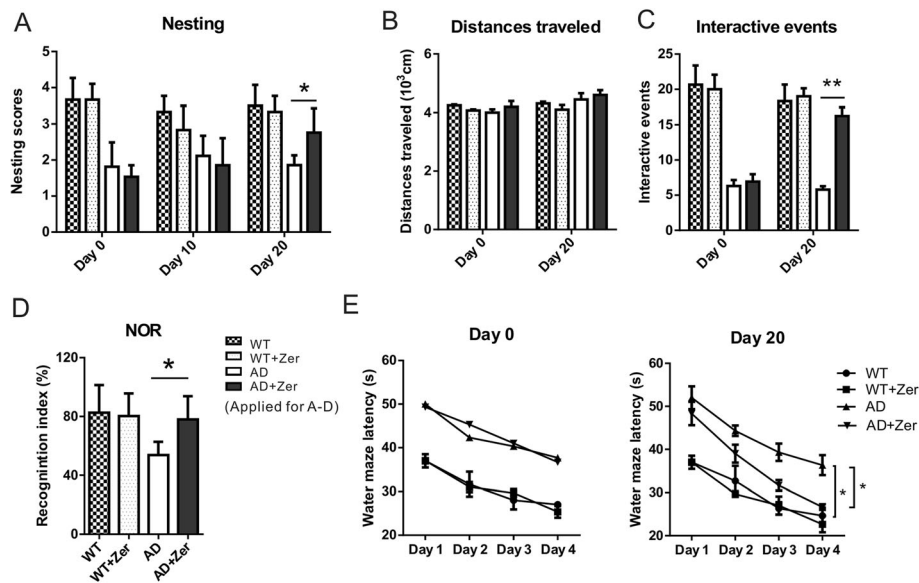 A
Nesting
Nesting scores
5
4
3
2
1
0
Day 0
Day 10
Day 20
*
B
Distances traveled
Distances traveled (10³cm)
6
4
2
0
Day 0
Day 20
C
Interactive events
Interactive events
25
20
15
10
5
0
Day 0
Day 20
**
D
NOR
Recognintion index (%)
120
80
40
0
WT
WT+Zer
AD
AD+Zer
*
WT
WT+Zer
AD
AD+Zer
(Applied for A-D)
E
Day 0
Water maze latency (s)
60
50
40
30
20
Day 1 Day 2 Day 3 Day 4
Day 20
Water maze latency (s)
60
50
40
30
20
Day 1 Day 2 Day 3 Day 4
WT
WT+Zer
AD
AD+Zer
*
*